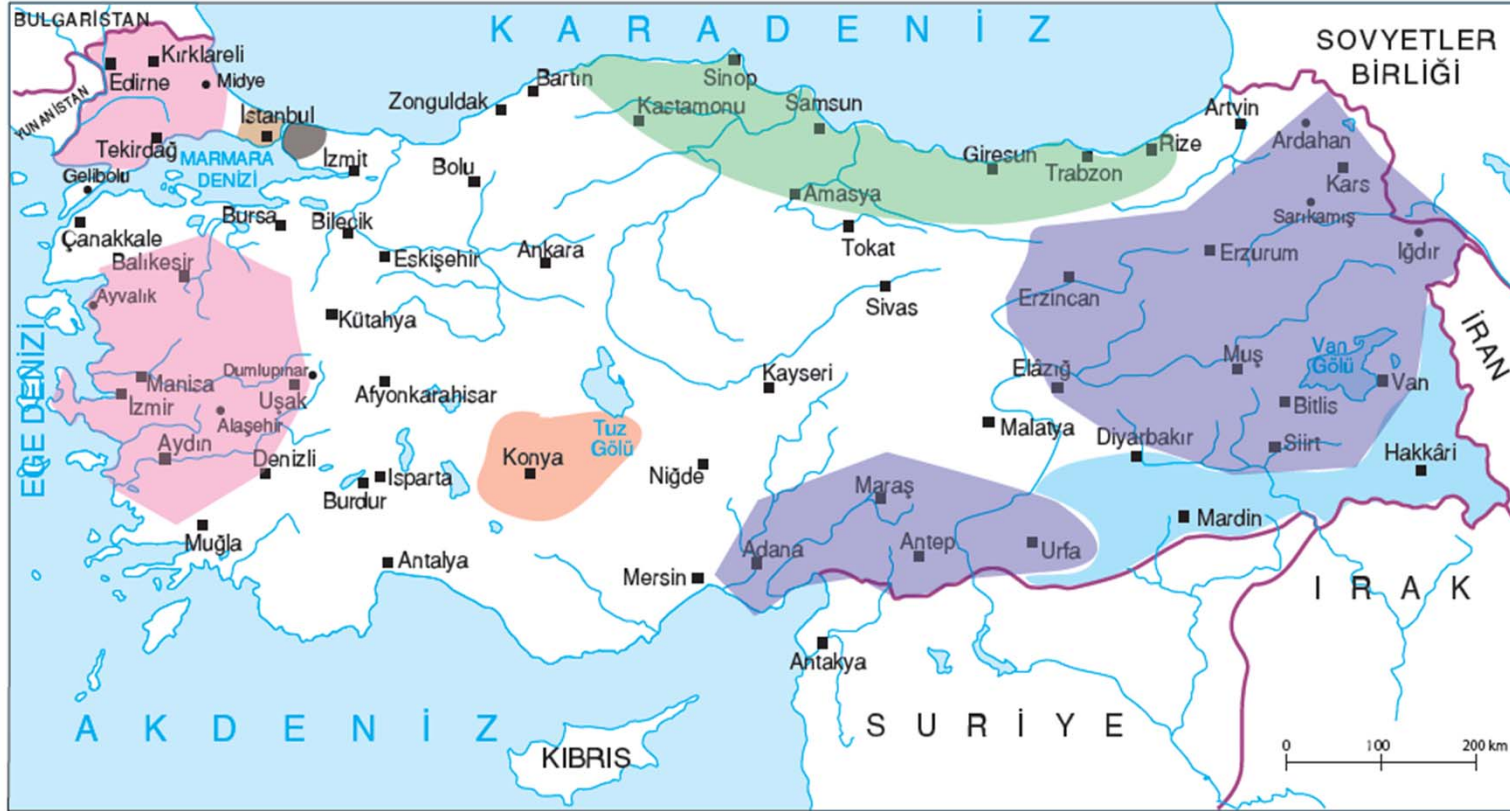 BULGARİSTAN
KARADENİZ
SOVYETLER
BİRLİĞİ
Kırklareli
Edirne
Midye
YUNANİSTAN
Bartın
Sinop
Zonguldak
Kastamonu
Samsun
Artvin
İstanbul
Ardahan
Tekirdağ
MARMARA
DENİZİ
İzmit
Bolu
Giresun
Trabzon
Rize
Kars
Gelibolu
Amasya
Sarıkamış
Çanakkale
Bursa
Bilecik
Tokat
Erzurum
Iğdır
Balıkesir
Eskişehir
Ankara
Ayvalık
Erzincan
Sivas
Kütahya
EGE DENİZİ
İRAN
Van
Gölü
Muş
Dumlupınar
Manisa
İzmir
Uşak
Afyonkarahisar
Kayseri
Elâzığ
Van
Bitlis
Alaşehir
Aydın
Denizli
Konya
Tuz
Gölü
Malatya
Diyarbakır
Siirt
Hakkâri
Burdur
Isparta
Niğde
Maraş
Mardin
Muğla
Antalya
Mersin
Adana
Antep
Urfa
IRAK
Antakya
AKDENİZ
SURİYE
KIBRIS
0 100 200 km